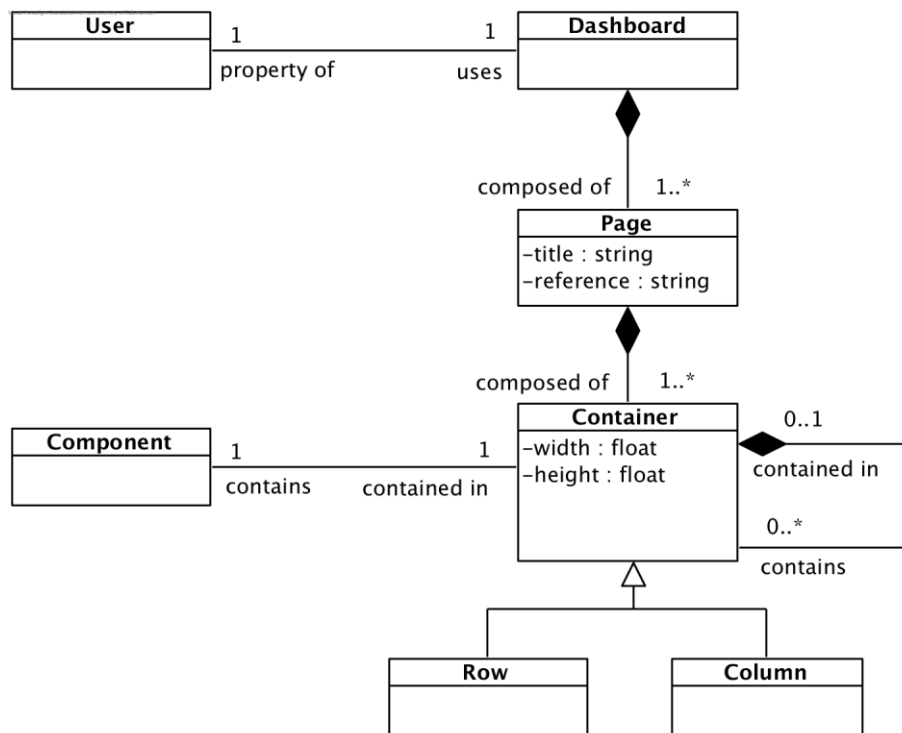 User
Dashboard
1
1
property of
uses
composed of
1..*
Page
-title : string
-reference : string
composed of
1..*
Container
-width : float
-height : float
Component
1
1
contains
contained in
0..1
contained in
0..*
contains
Row
Column